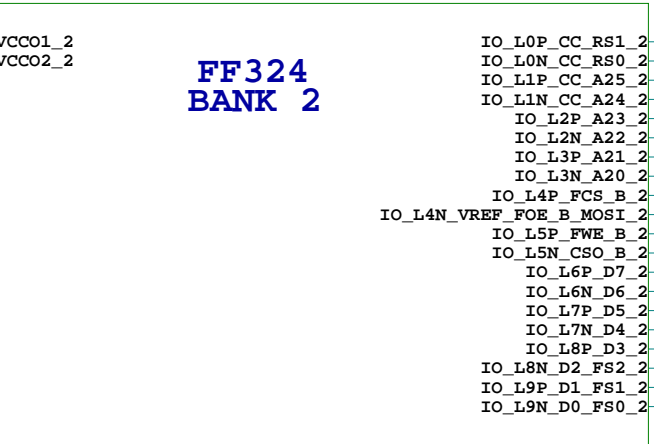 VCCO1_2
VCCO2_2
FF324
BANK 2
IO_L0P_CC_RS1_2
IO_L0N_CC_RS0_2
IO_L1P_CC_A25_2
IO_L1N_CC_A24_2
IO_L2P_A23_2
IO_L2N_A22_2
IO_L3P_A21_2
IO_L3N_A20_2
IO_L4P_FCS_B_2
IO_L4N_VREF_FOE_B_MOSI_2
IO_L5P_FWE_B_2
IO_L5N_CSO_B_2
IO_L6P_D7_2
IO_L6N_D6_2
IO_L7P_D5_2
IO_L7N_D4_2
IO_L8P_D3_2
IO_L8N_D2_FS2_2
IO_L9P_D1_FS1_2
IO_L9N_D0_FS0_2